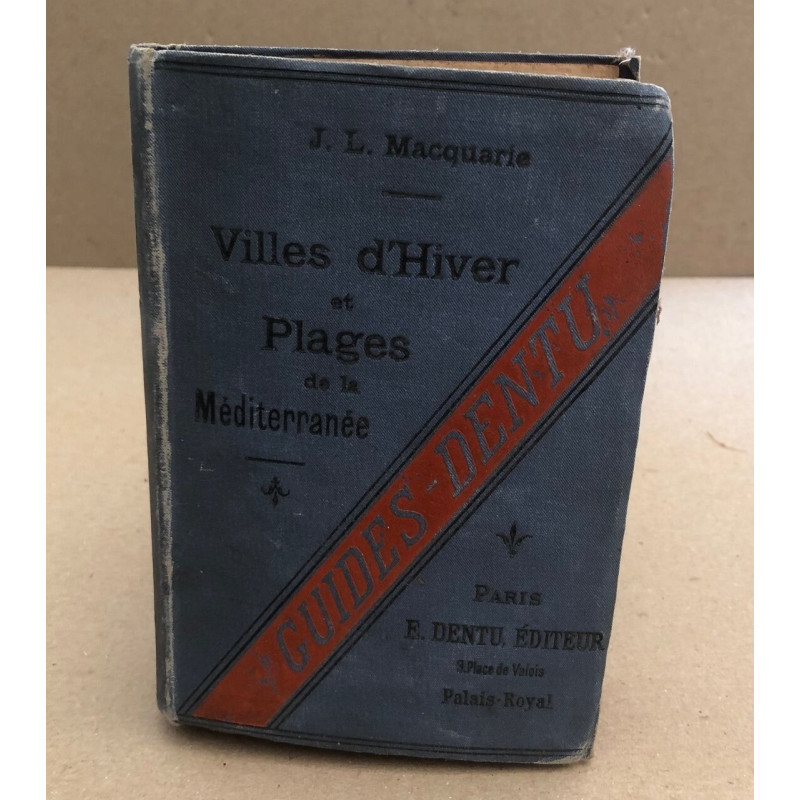 J. L. Macquarie
Villes d'Hiver
et
Plages
de la
Méditerranée
GUIDES-DENTU
PARIS
E. DENTU, ÉDITEUR
3, Place de Valois
Palais-Royal